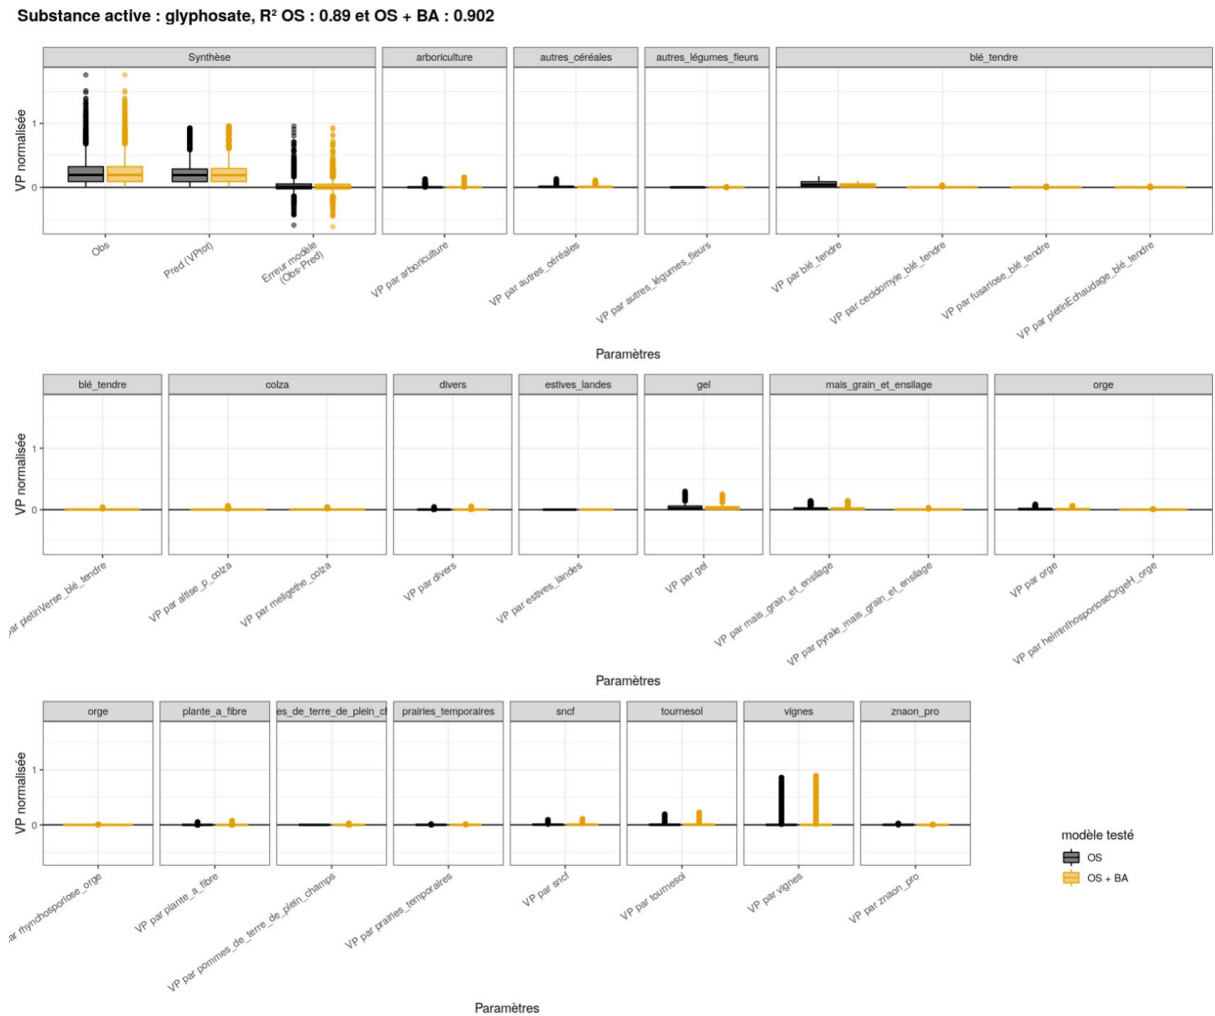 Substance active : glyphosate, R² OS : 0.89 et OS + BA : 0.902
Synthèse
arboriculture
autres_céréales
autres_légumes_fleurs
blé_tendre
VP normalisée
1
0
Obs
Pred (VPtot)
Erreur modèle
(Obs-Pred)
VP par arboriculture
VP par autres_céréales
VP par autres_légumes_fleurs
VP par blé_tendre
VP par cecidomyie_blé_tendre
VP par fusariose_blé_tendre
VP par pietinEchaudage_blé_tendre
Paramètres
blé_tendre
colza
divers
estives_landes
gel
mais_grain_et_ensilage
orge
VP normalisée
1
0
par pietinVerse_blé_tendre
VP par altise_p_colza
VP par meligethe_colza
VP par divers
VP par estives_landes
VP par gel
VP par mais_grain_et_ensilage
VP par pyrale_mais_grain_et_ensilage
VP par orge
VP par helminthosporioseOrgeH_orge
Paramètres
orge
plante_a_fibre
es_de_terre_de_plein_ch
prairies_temporaires
sncf
tournesol
vignes
znaon_pro
VP normalisée
1
0
ar rhynchosporiose_orge
VP par plante_a_fibre
VP par pommes_de_terre_de_plein_champs
VP par prairies_temporaires
VP par sncf
VP par tournesol
VP par vignes
VP par znaon_pro
Paramètres
modèle testé
OS
OS + BA